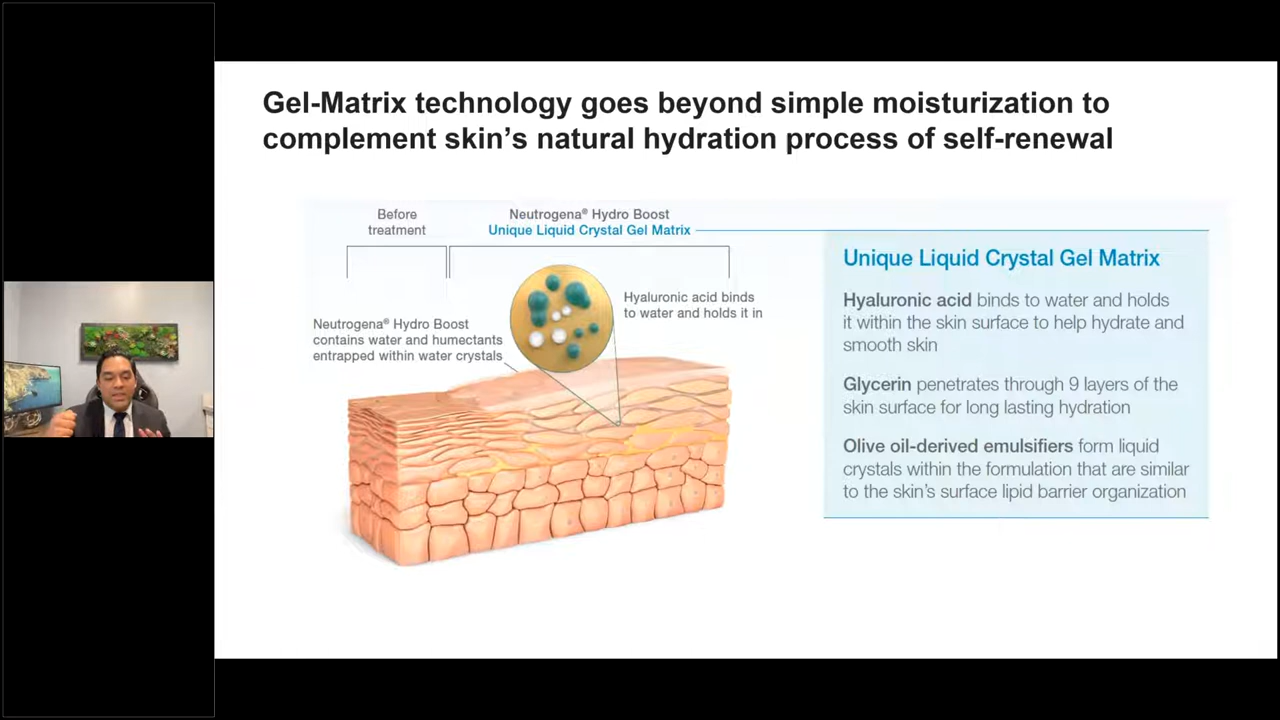 Gel-Matrix technology goes beyond simple moisturization to
complement skin's natural hydration process of self-renewal
Before
treatment
Neutrogena® Hydro Boost
Unique Liquid Crystal Gel Matrix
Neutrogena® Hydro Boost
contains water and humectants
entrapped within water crystals
Hyaluronic acid binds
to water and holds it in
Unique Liquid Crystal Gel Matrix
Hyaluronic acid binds to water and holds
it within the skin surface to help hydrate and
smooth skin
Glycerin penetrates through 9 layers of the
skin surface for long lasting hydration
Olive oil-derived emulsifiers form liquid
crystals within the formulation that are similar
to the skin's surface lipid barrier organization